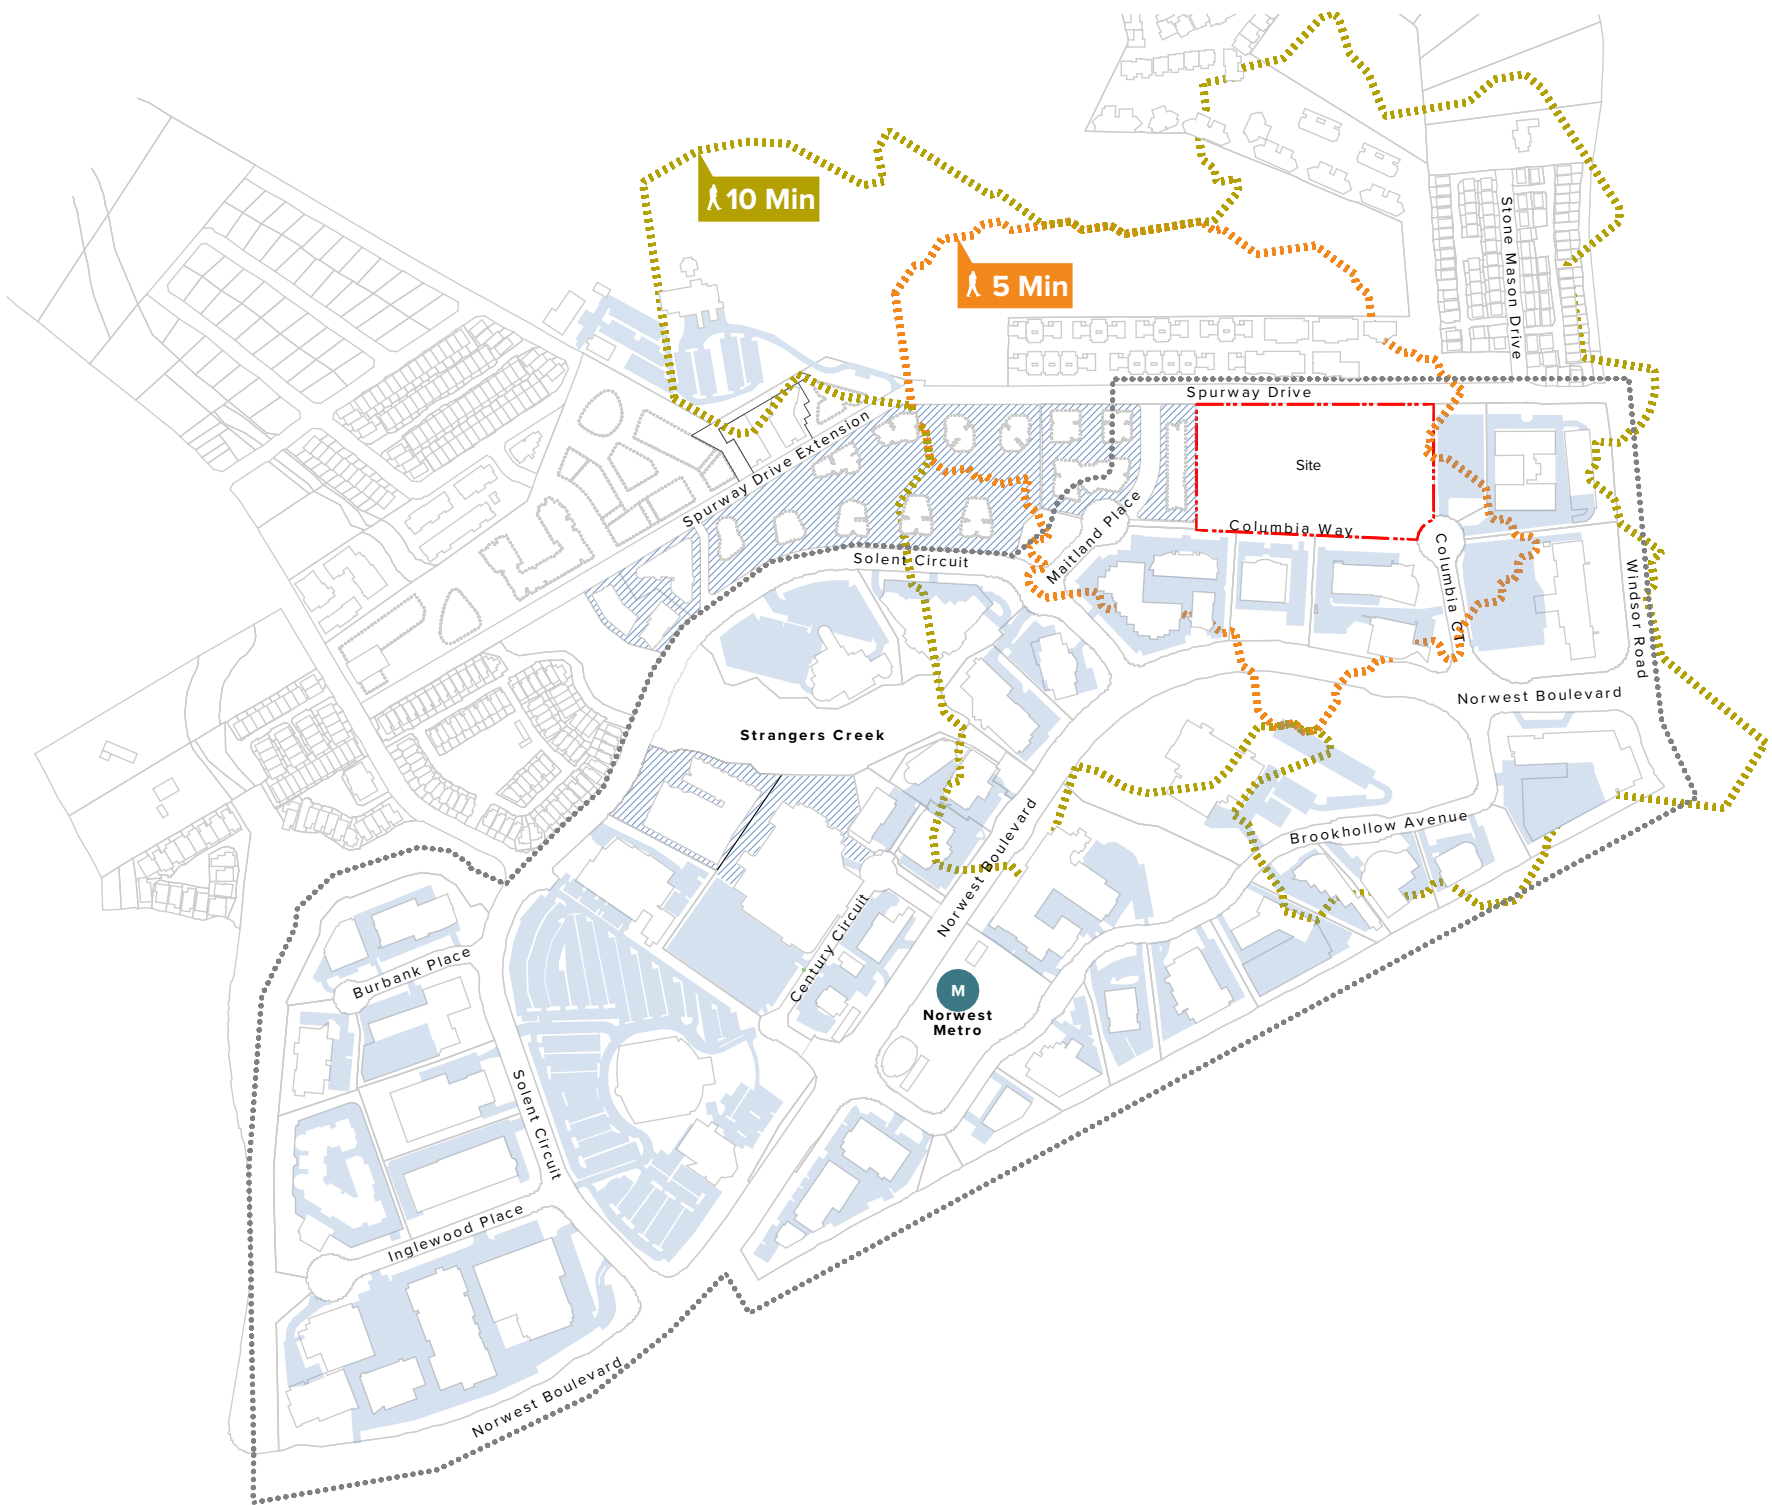 10 Min
5 Min
Stone Mason Drive
Spurway Drive
Spurway Drive Extension
Site
Columbia Way
Maitland Place
Solent Circuit
Columbia CT
Windsor Road
Norwest Boulevard
Strangers Creek
Brookhollow Avenue
Norwest Boulevard
Century Circuit
Burbank Place
M
Norwest
Metro
Solent Circuit
Inglewood Place
Norwest Boulevard